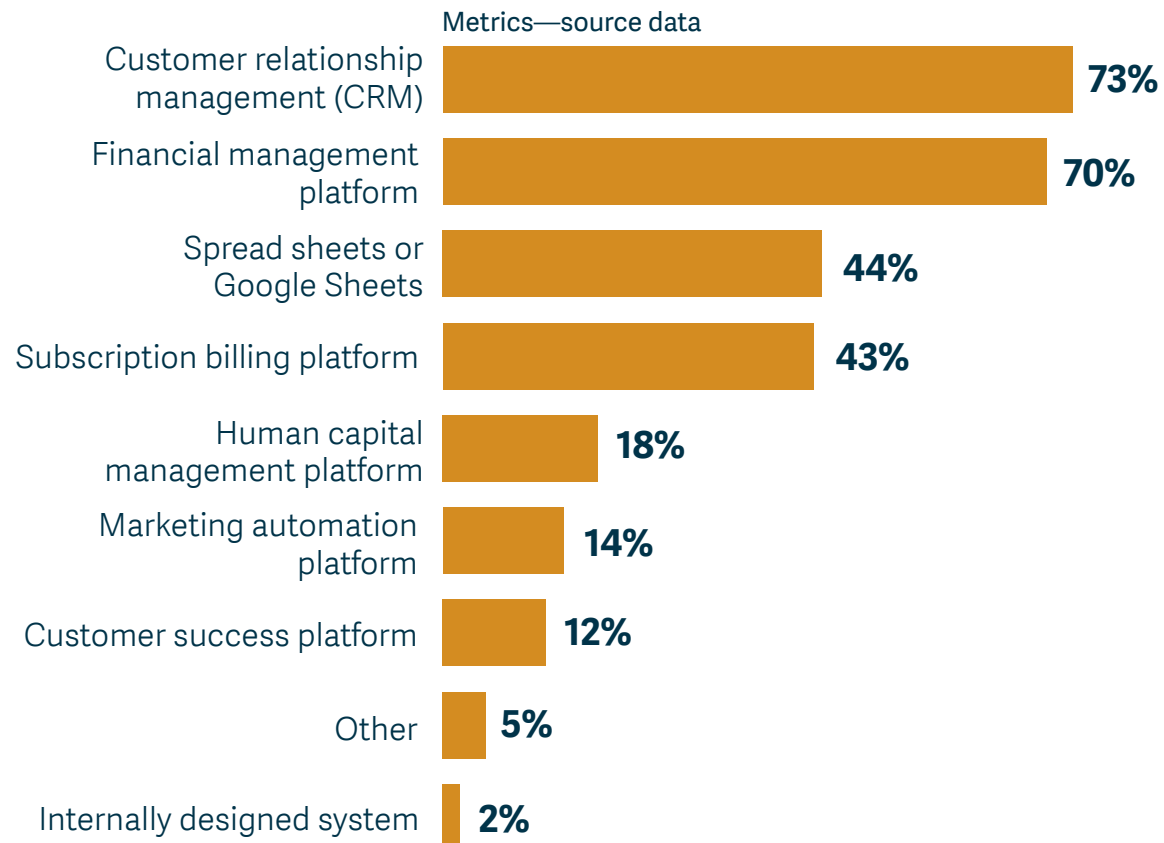 Metrics—source data
Customer relationship
management (CRM)
73%
Financial management
platform
70%
Spread sheets or
Google Sheets
44%
Subscription billing platform
43%
Human capital
management platform
18%
Marketing automation
platform
14%
Customer success platform
12%
Other
5%
Internally designed system
2%